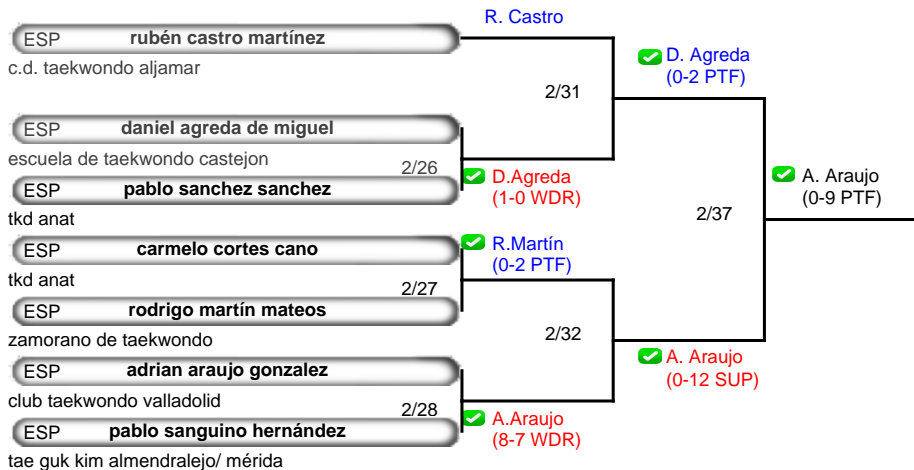 R. Castro
ESP rubén castro martínez
c.d. taekwondo aljamar
D. Agreda
(0-2 PTF)
2/31
ESP daniel agreda de miguel
escuela de taekwondo castejon
2/26
ESP pablo sanchez sanchez
tkd anat
D.Agreda
(1-0 WDR)
A. Araujo
(0-9 PTF)
2/37
ESP carmelo cortes cano
tkd anat
R.Martín
(0-2 PTF)
2/27
ESP rodrigo martín mateos
zamorano de taekwondo
2/32
A. Araujo
(0-12 SUP)
ESP adrian araujo gonzalez
club taekwondo valladolid
2/28
ESP pablo sanguino hernández
tae guk kim almendralejo/ mérida
A.Araujo
(8-7 WDR)